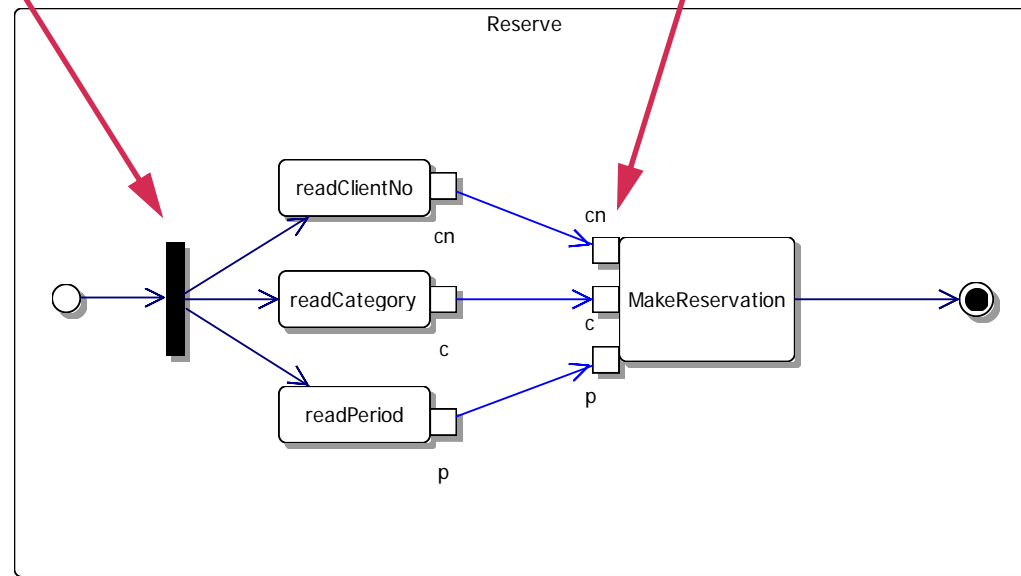 Reserve
readClientNo
cn
cn
readCategory
c
c
MakeReservation
readPeriod
p
p